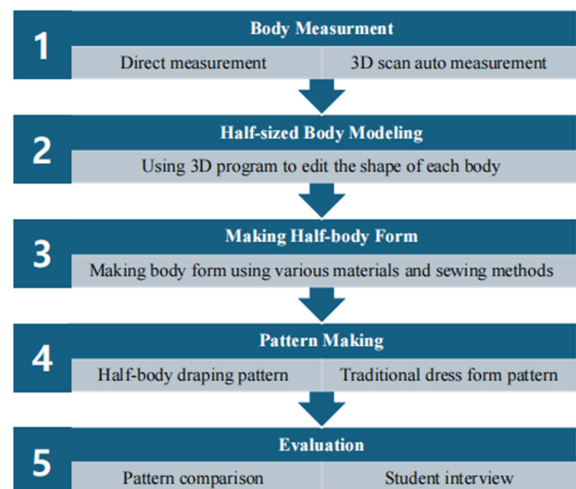 1
Body Measurment
Direct measurement
3D scan auto measurement
2
Half-sized Body Modeling
Using 3D program to edit the shape of each body
3
Making Half-body Form
Making body form using various materials and sewing methods
4
Pattern Making
Half-body draping pattern
Traditional dress form pattern
5
Evaluation
Pattern comparison
Student interview